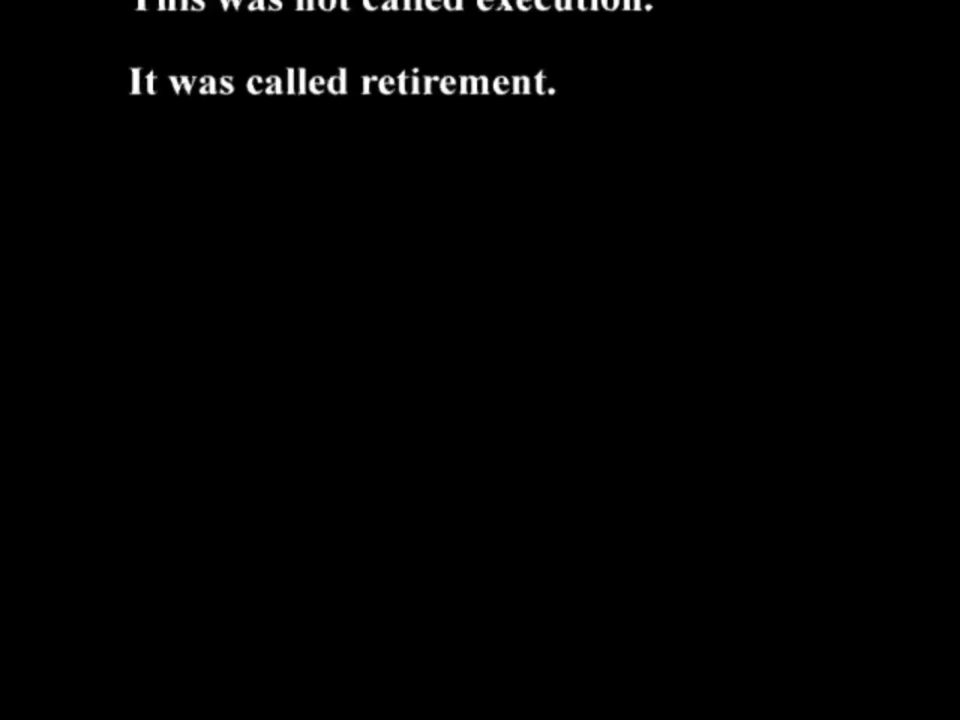 This was not called execution.
It was called retirement.